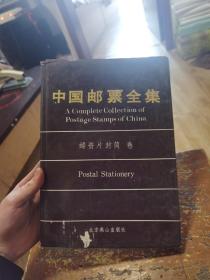 中国邮票全集
A Complete Collection of
Postage Stamps of China
邮资片封简 卷
Postal Stationery
北京燕山出版社